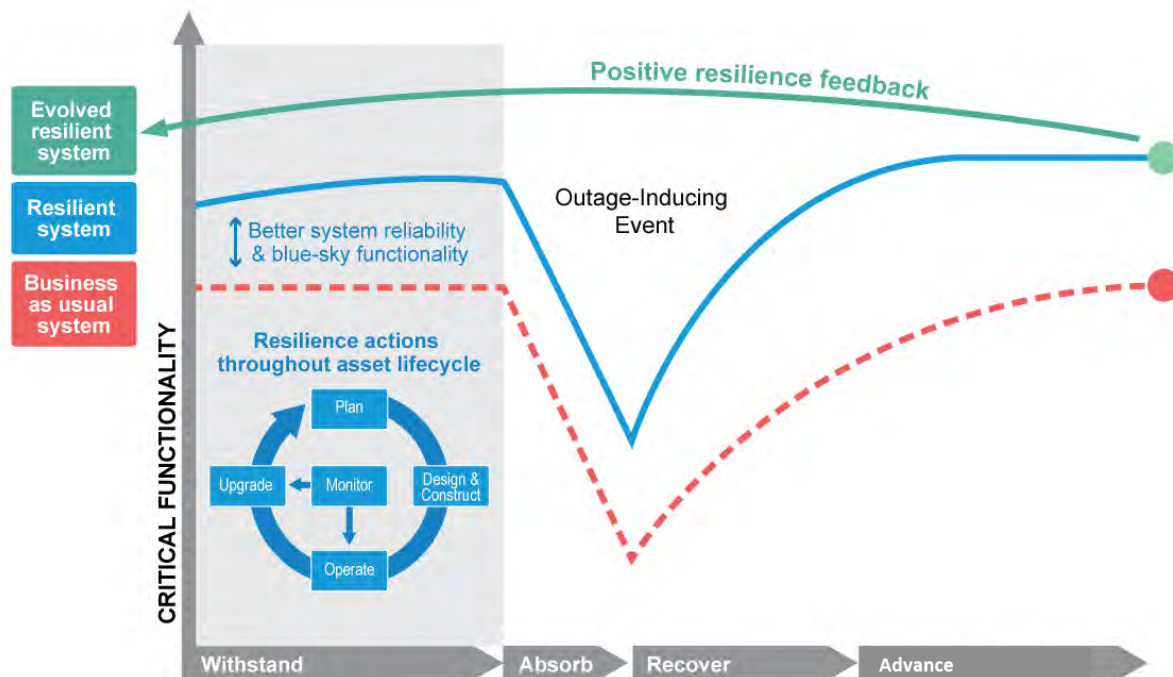 Positive resilience feedback
Evolved
resilient
system
Resilient
system
Business
as usual
system
CRITICAL FUNCTIONALITY
Better system reliability
& blue-sky functionality
Outage-Inducing
Event
Resilience actions
throughout asset lifecycle
Plan
Upgrade
Monitor
Design &
Construct
Operate
Withstand
Absorb
Recover
Advance